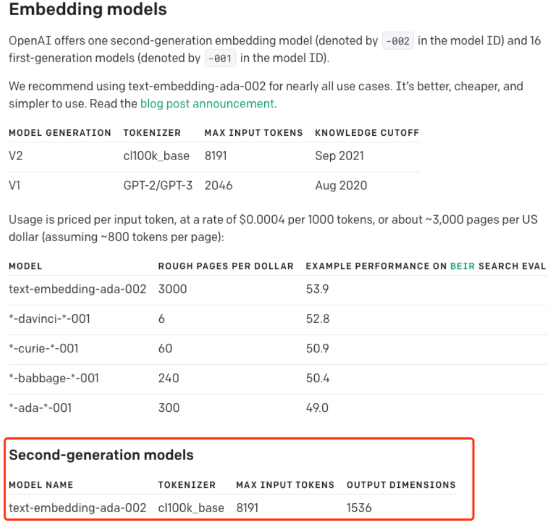 Embedding models
OpenAI offers one second-generation embedding model (denoted by -002 in the model ID) and 16
first-generation models (denoted by -001 in the model ID).
We recommend using text-embedding-ada-002 for nearly all use cases. It's better, cheaper, and
simpler to use. Read the blog post announcement.
MODEL GENERATION TOKENIZER MAX INPUT TOKENS KNOWLEDGE CUTOFF
V2 cl100k_base 8191 Sep 2021
V1 GPT-2/GPT-3 2046 Aug 2020
Usage is priced per input token, at a rate of $0.0004 per 1000 tokens, or about ~3,000 pages per US
dollar (assuming ~800 tokens per page):
MODEL ROUGH PAGES PER DOLLAR EXAMPLE PERFORMANCE ON BEIR SEARCH EVAL
text-embedding-ada-002 3000 53.9
*-davinci-*-001 6 52.8
*-curie-*-001 60 50.9
*-babbage-*-001 240 50.4
*-ada-*-001 300 49.0
Second-generation models
MODEL NAME TOKENIZER MAX INPUT TOKENS OUTPUT DIMENSIONS
text-embedding-ada-002 cl100k_base 8191 1536